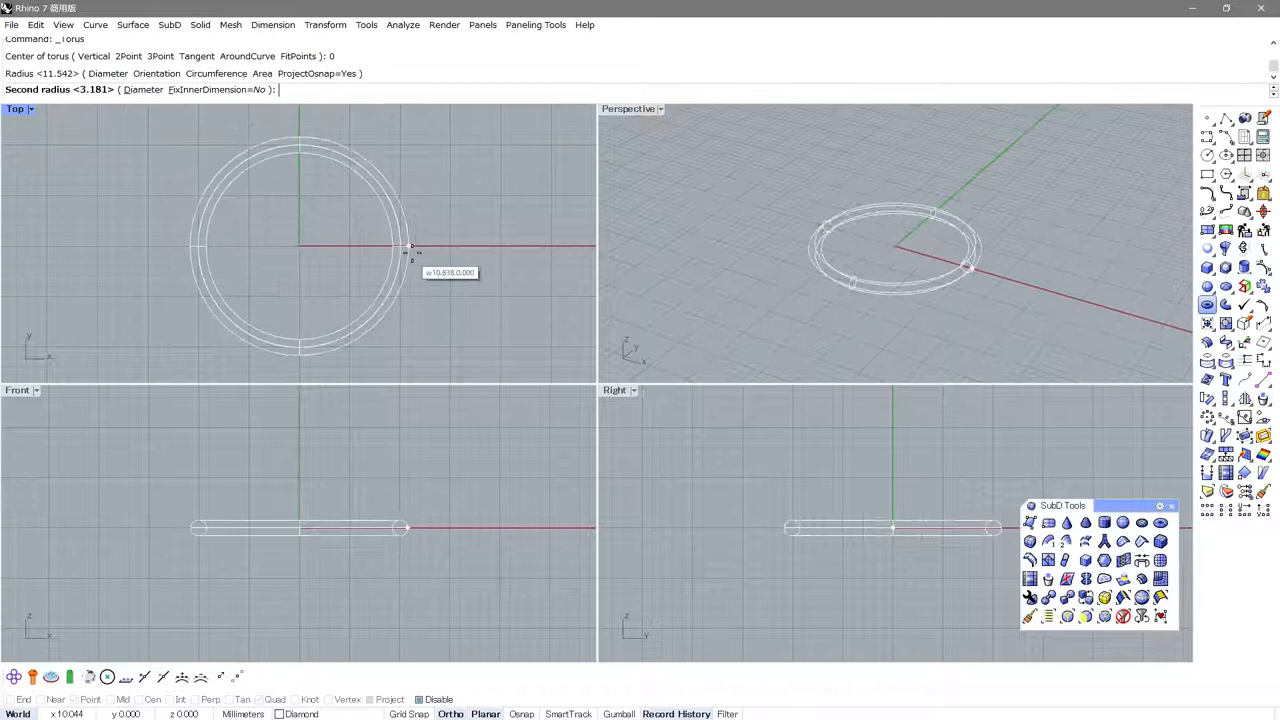 Rhino 7 商用版
File Edit View Curve Surface SubD Solid Mesh Dimension Transform Tools Analyze Render Panels Paneling Tools Help
Command: _Torus
Center of torus ( Vertical 2Point 3Point Tangent AroundCurve FitPoints ): 0
Radius <11.542> ( Diameter Orientation Circumference Area ProjectOsnap=Yes )
Second radius <3.181> ( Diameter FixInnerDimension=No ):
Top
Perspective
y
x
z
y
x
Front
Right
SubD Tools
z
x
z
y
End Near Point Mid Cen Int Perp Tan Quad Knot Vertex Project Disable
World x 10.044 y 0.000 z 0.000 Millimeters Diamond Grid Snap Ortho Planar Osnap SmartTrack Gumball Record History Filter